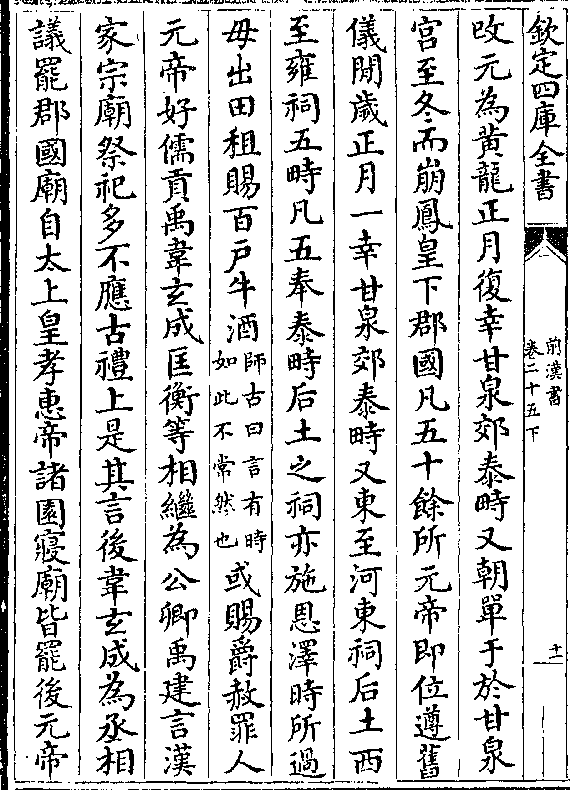 欽定四庫全書
前漢書
卷二十五下
十一
改元為黃龍正月復幸甘泉郊泰畤又朝單于於甘泉
宮至冬而崩鳳皇下郡國凡五十餘所元帝即位遵舊
儀間歲正月一幸甘泉郊泰畤又東至河東祠后土西
至雍祠五畤凡五奉泰畤后土之祠亦施恩澤時所過
毋出田租賜百戶牛酒師古曰言有時如此不常然也或賜爵赦罪人
元帝好儒貢禹韋玄成匡衡等相繼為公卿禹建言漢
家宗廟祭祀多不應古禮上是其言後韋玄成為丞相
議罷郡國廟自太上皇孝惠帝諸園寢廟皆罷後元帝